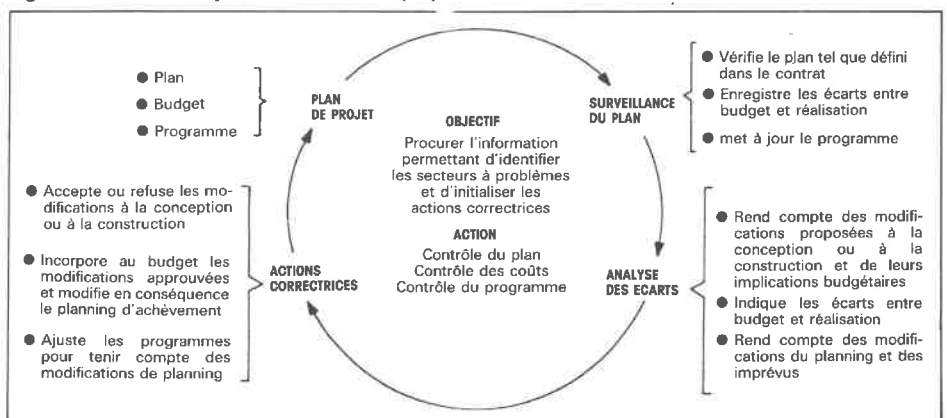 ● Plan
● Budget
● Programme
PLAN
DE PROJET
SURVEILLANCE
DU PLAN
● Vérifie le plan tel que défini
dans le contrat
● Enregistre les écarts entre
budget et réalisation
● met à jour le programme
OBJECTIF
Procurer l'information
permettant d'identifier
les secteurs à problèmes
et d'initialiser les
actions correctrices
ACTION
Contrôle du plan
Contrôle des coûts
Contrôle du programme
● Accepte ou refuse les mo-
difications à la conception
ou à la construction
● Incorpore au budget les
modifications approuvées
et modifie en conséquence
le planning d'achèvement
● Ajuste les programmes
pour tenir compte des
modifications de planning
ACTIONS
CORRECTRICES
ANALYSE
DES ECARTS
● Rend compte des modifi-
cations proposées à la
conception ou à la
construction et de leurs
implications budgétaires
● Indique les écarts entre
budget et réalisation
● Rend compte des modifi-
cations du planning et des
imprévus